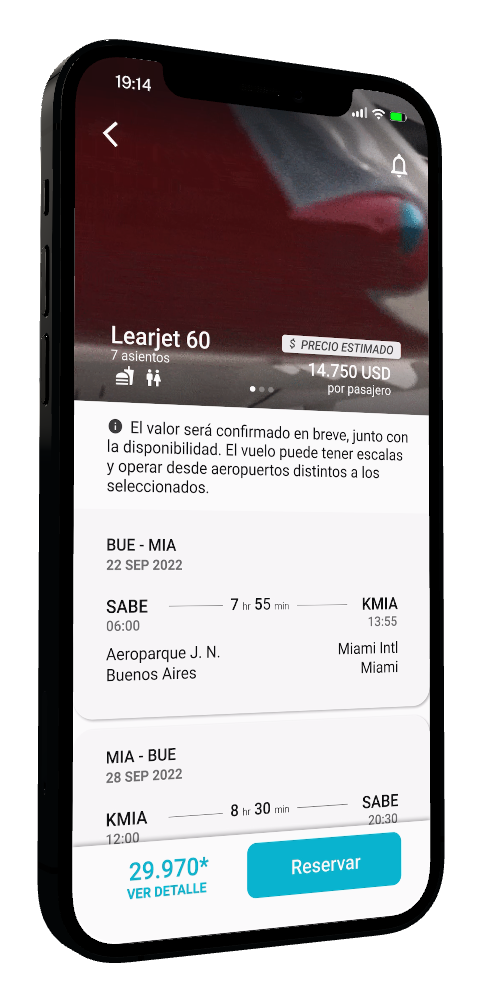 19:14
Learjet 60
7 asientos
$ PRECIO ESTIMADO
14.750 USD
por pasajero
El valor será confirmado en breve, junto con
la disponibilidad. El vuelo puede tener escalas
y operar desde aeropuertos distintos a los
seleccionados.
BUE - MIA
22 SEP 2022
SABE 7 hr 55 min KMIA
06:00 13:55
Aeroparque J. N. Miami Intl
Buenos Aires Miami
MIA - BUE
28 SEP 2022
KMIA 8 hr 30 min SABE
12:00 20:30
29.970*
VER DETALLE
Reservar